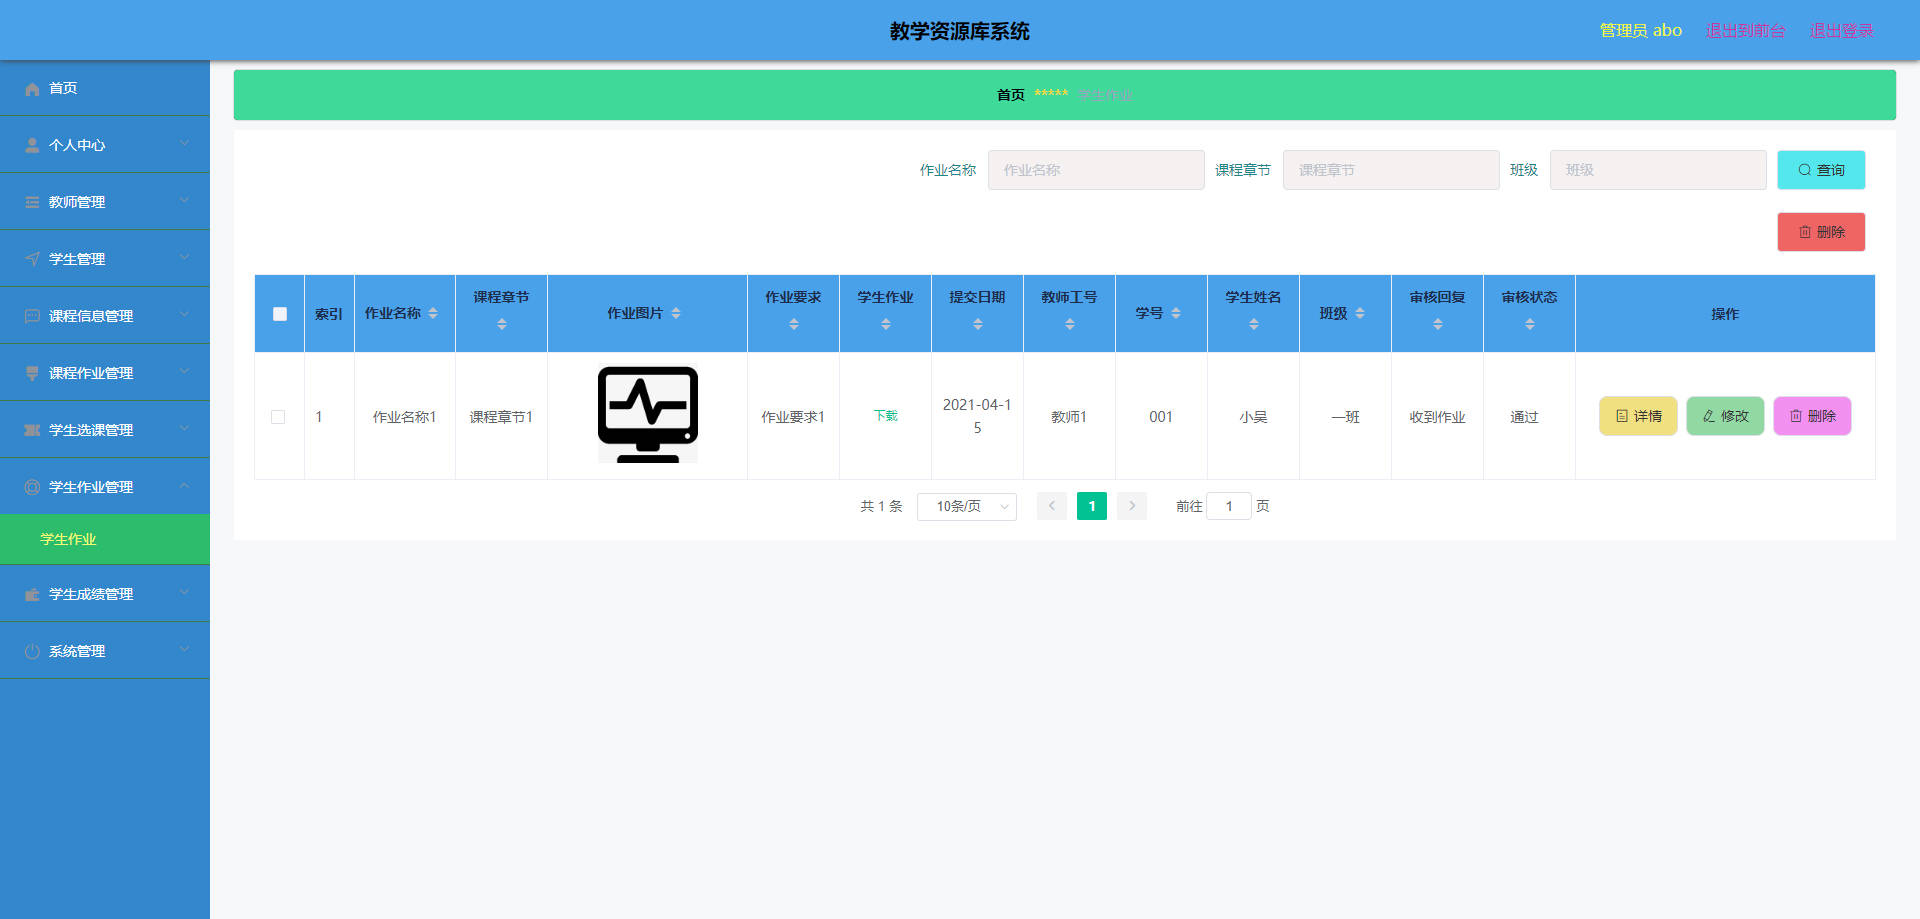 教学资源库系统
管理员 abo 退出到前台 退出登录
首页
个人中心
教师管理
学生管理
课程信息管理
课程作业管理
学生选课管理
学生作业管理
学生作业
学生成绩管理
系统管理
首页 ***** 学生作业
作业名称 作业名称 课程章节 课程章节 班级 班级 查询
删除
索引 作业名称 课程章节 作业图片 作业要求 学生作业 提交日期 教师工号 学号 学生姓名 班级 审核回复 审核状态 操作
1 作业名称1 课程章节1 作业要求1 下载 2021-04-1 教师1 001 小吴 一班 收到作业 通过 详情 修改 删除
5
共 1 条 10条/页 1 前往 1 页